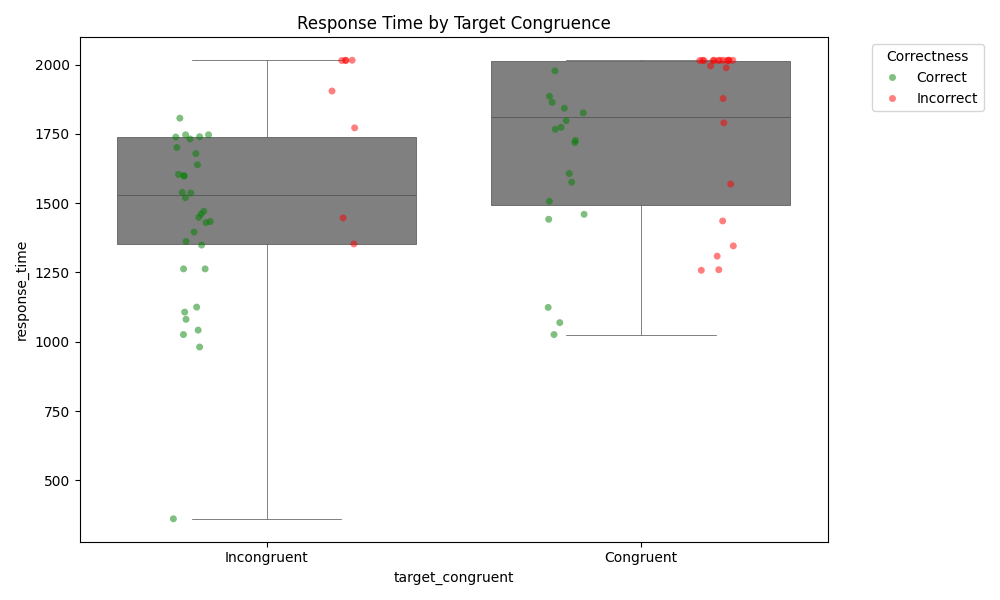 Response Time by Target Congruence
Correctness
Correct
Incorrect
response_time
2000
1750
1500
1250
1000
750
500
Incongruent
Congruent
target_congruent